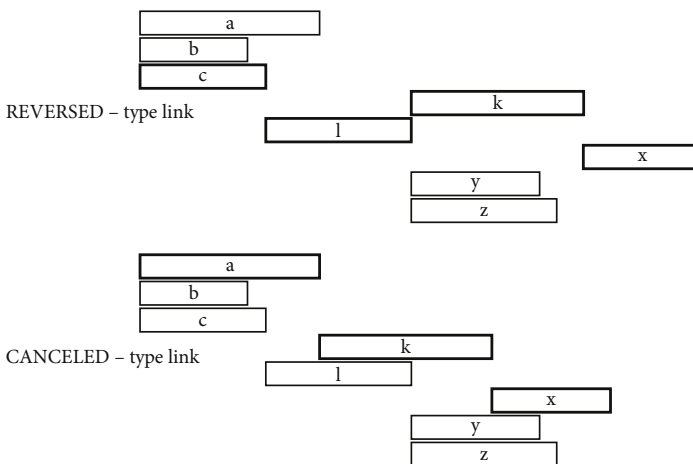 a
b
c
REVERSED – type link
k
l
x
y
z
a
b
c
CANCELED – type link
k
l
x
y
z